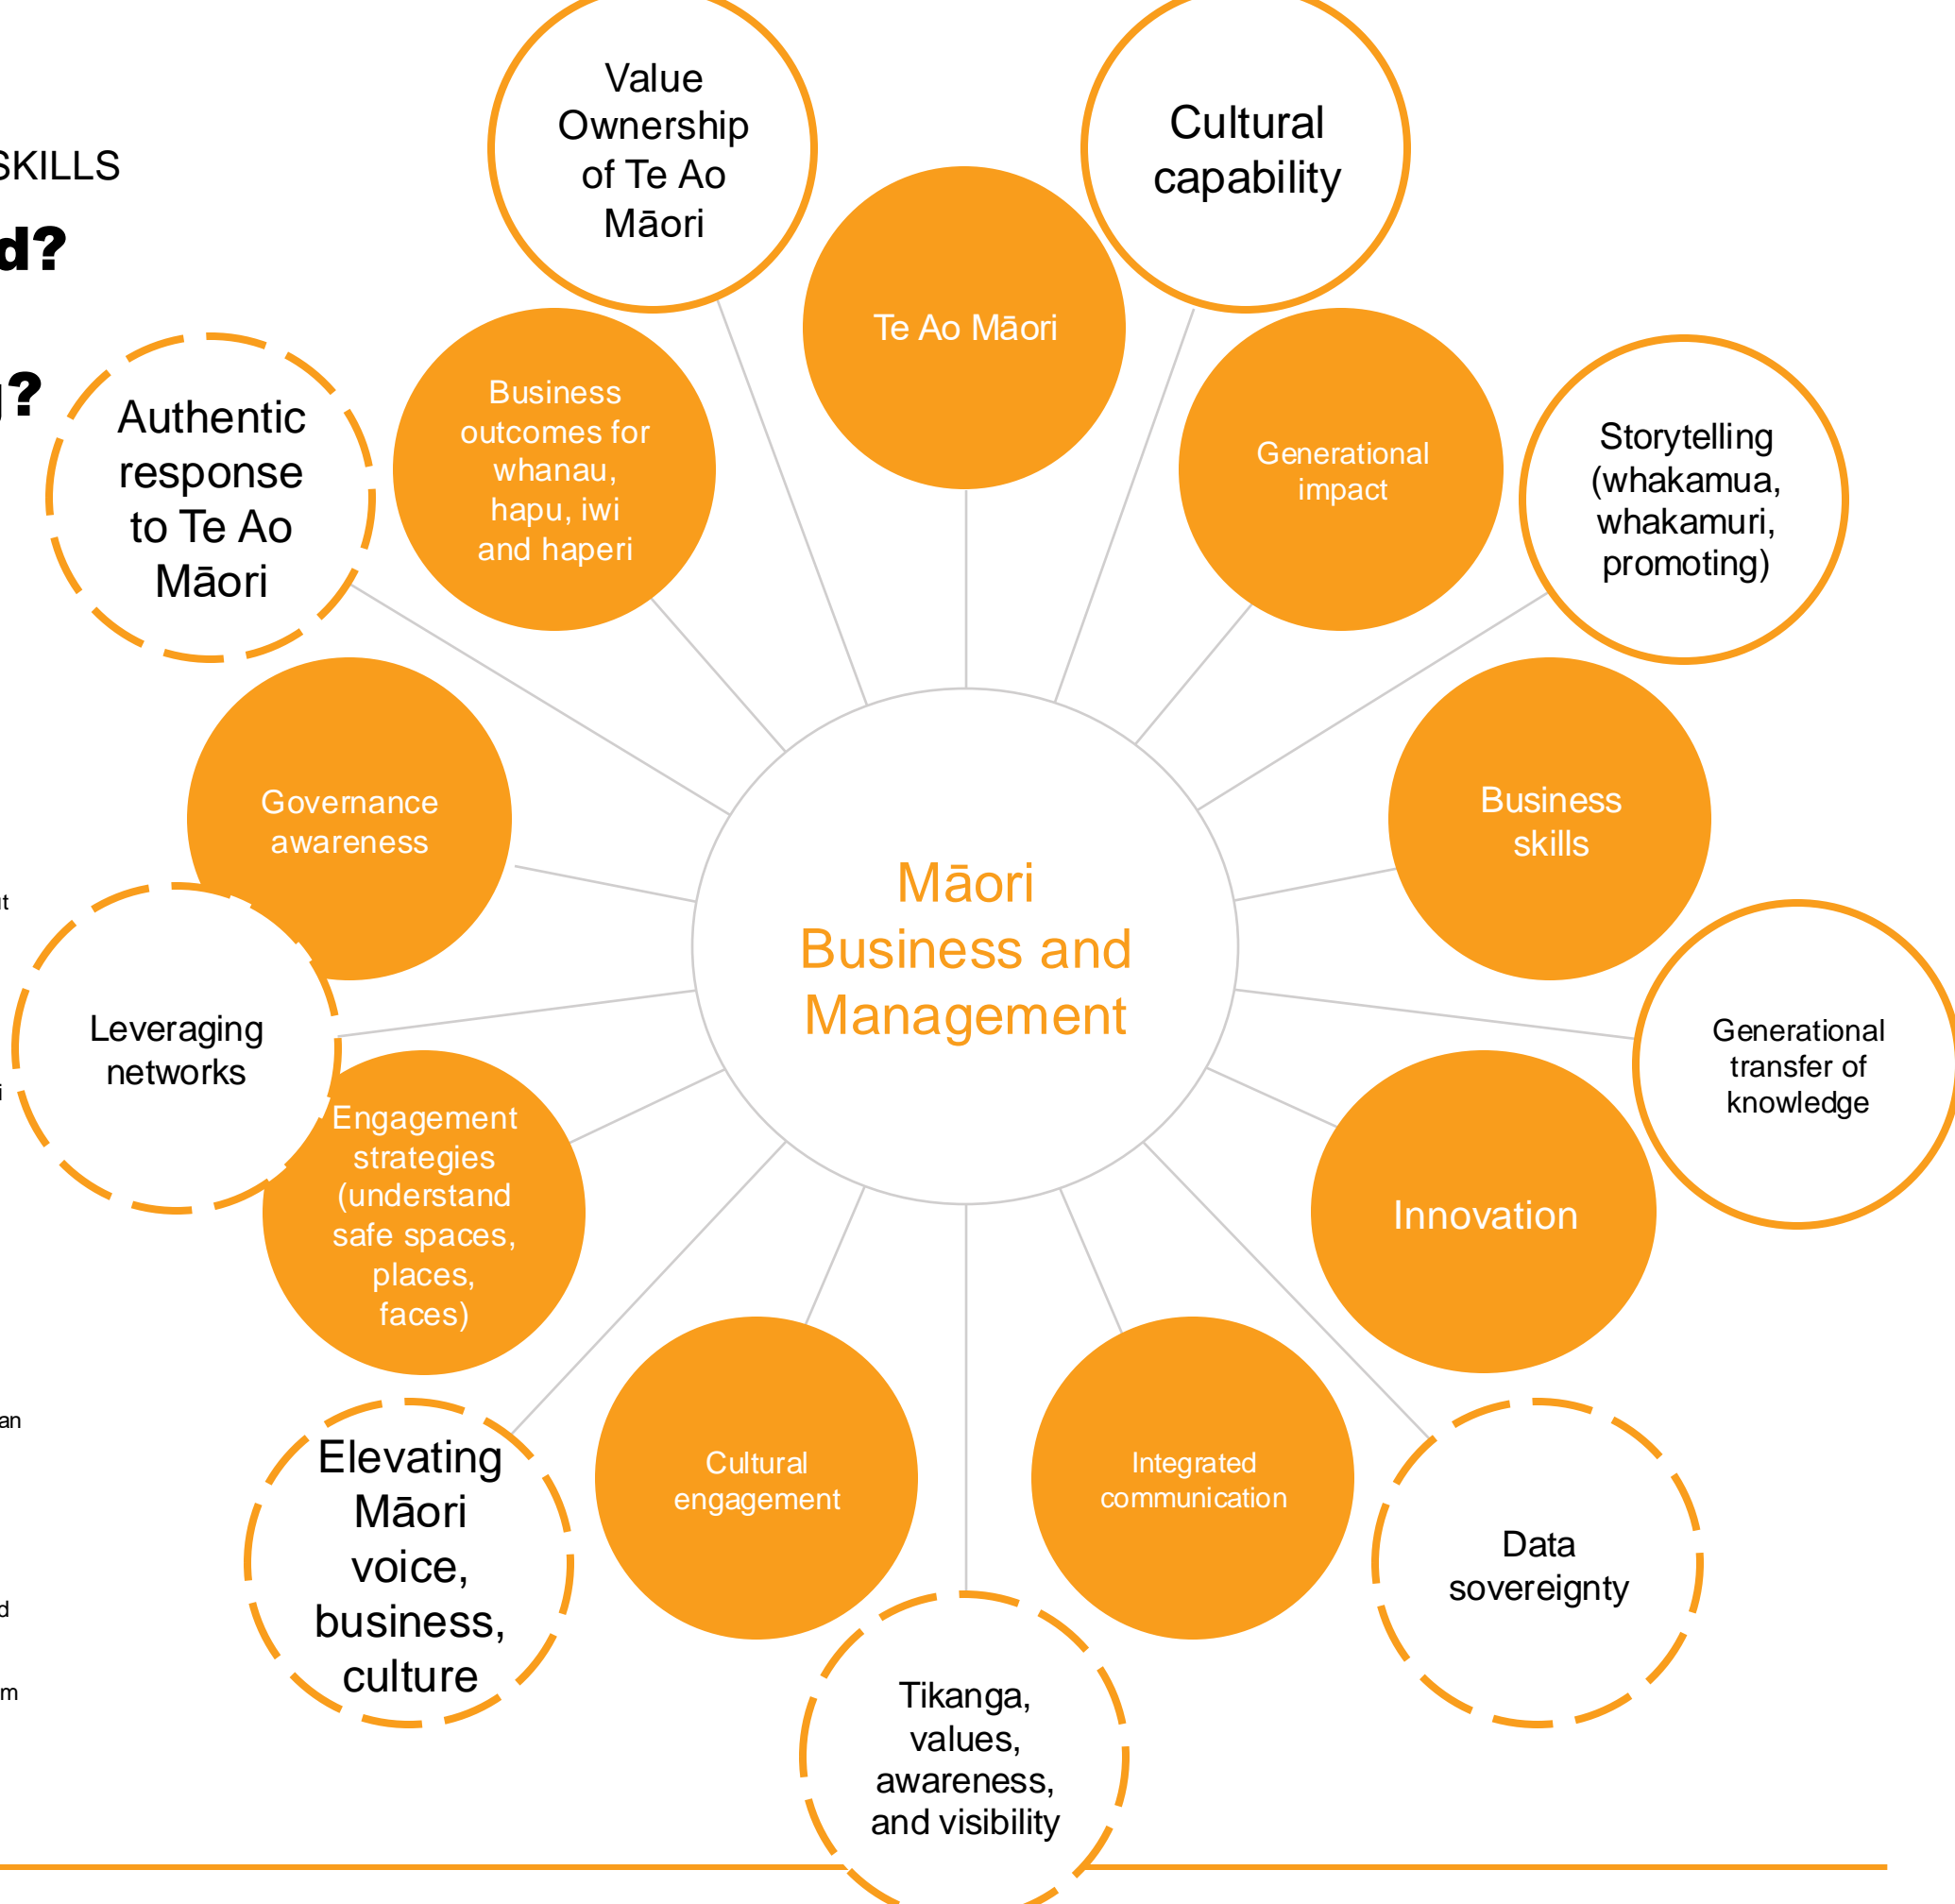 SKILLS
Value
Ownership
of Te Ao
Māori
Cultural
capability
Te Ao Māori
Authentic
response
to Te Ao
Māori
Business
outcomes for
whanau,
hapu, iwi
and haperi
Generational
impact
Storytelling
(whakamua,
whakamuri,
promoting)
Governance
awareness
Business
skills
Māori
Business and
Management
Leveraging
networks
Generational
transfer of
knowledge
Engagement
strategies
(understand
safe spaces,
places,
faces)
Innovation
Elevating
Māori
voice,
business,
culture
Cultural
engagement
Integrated
communication
Data
sovereignty
Tikanga,
values,
awareness,
and visibility